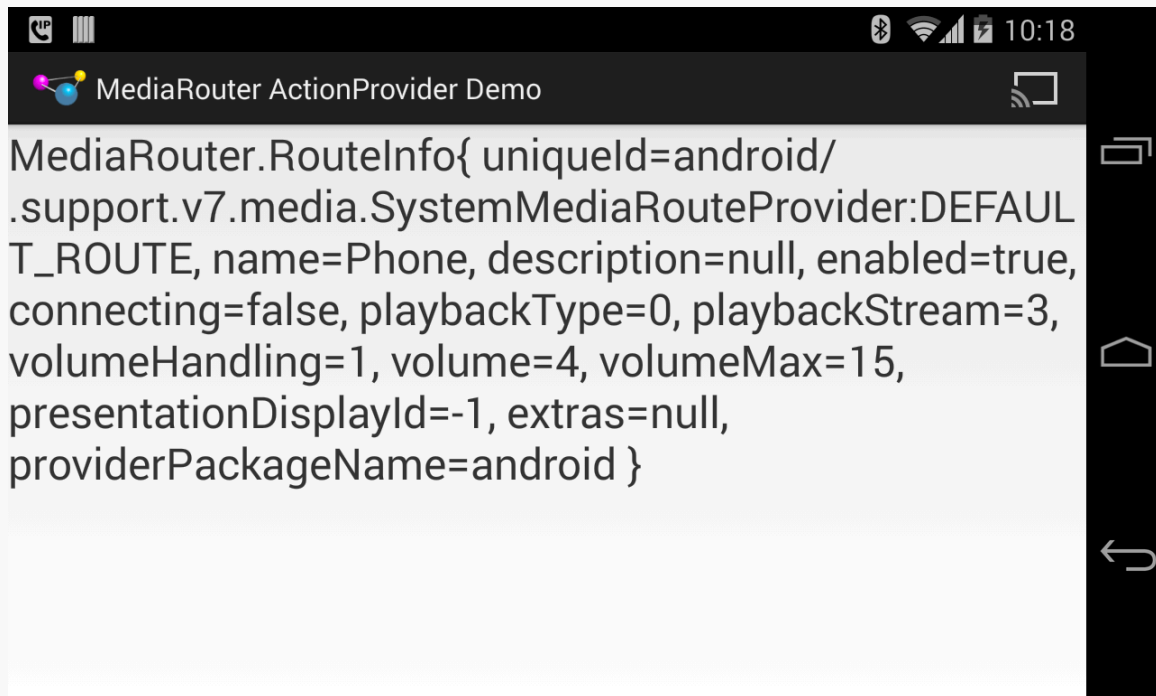 IP
10:18
MediaRouter ActionProvider Demo
MediaRouter.RouteInfo{ uniqueId=android/
.support.v7.media.SystemMediaRouteProvider:DEFAUL
T_ROUTE, name=Phone, description=null, enabled=true,
connecting=false, playbackType=0, playbackStream=3,
volumeHandling=1, volume=4, volumeMax=15,
presentationDisplayId=-1, extras=null,
providerPackageName=android }